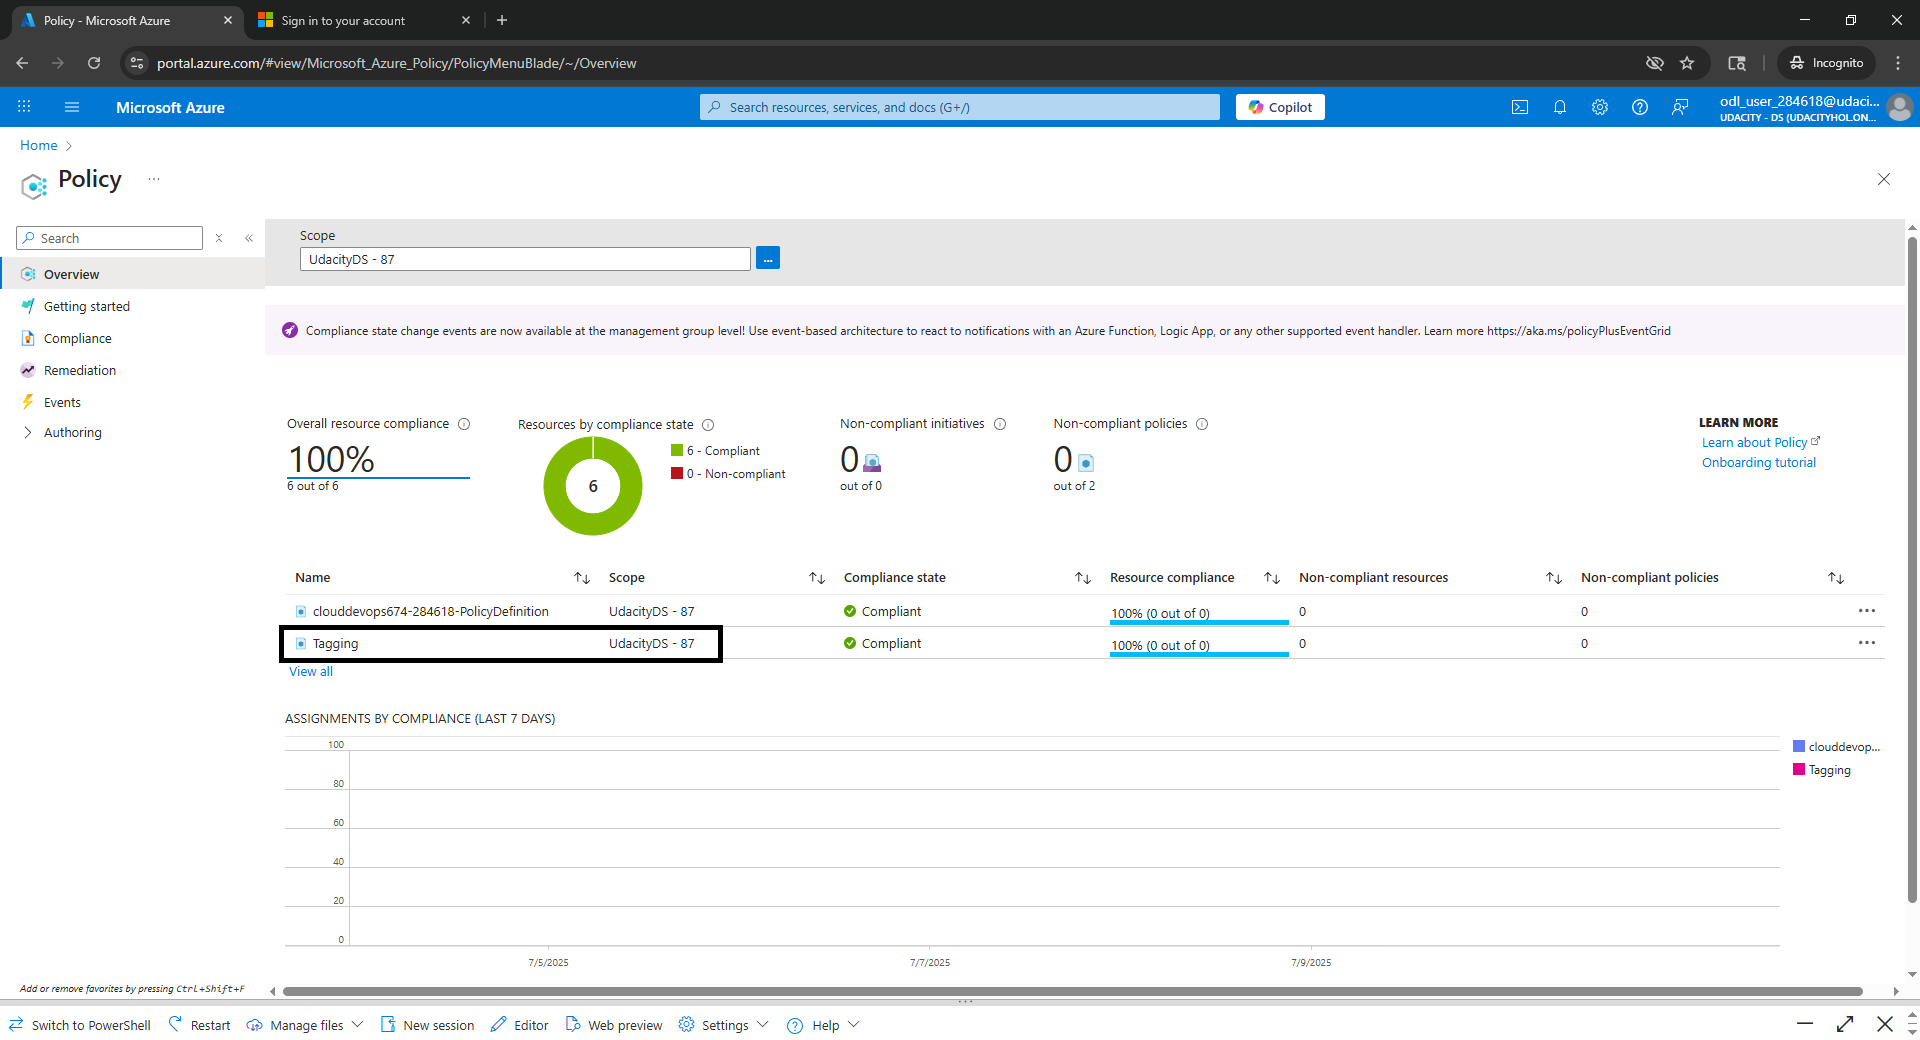 Policy - Microsoft Azure
Sign in to your account
portal.azure.com/#view/Microsoft_Azure_Policy/PolicyMenuBlade/~/Overview
Incognito
Microsoft Azure
Search resources, services, and docs (G+/)
Copilot
odl_user_284618@udaci...
UDACITY - DS (UDACITYHOL.ON...
Home
Policy
Search
Overview
Getting started
Compliance
Remediation
Events
Authoring
Scope
UdacityDS - 87
...
Compliance state change events are now available at the management group level! Use event-based architecture to react to notifications with an Azure Function, Logic App, or any other supported event handler. Learn more https://aka.ms/policyPlusEventGrid
Overall resource compliance
100%
6 out of 6
Resources by compliance state
6
6 - Compliant
0 - Non-compliant
Non-compliant initiatives
0
out of 0
Non-compliant policies
0
out of 2
LEARN MORE
Learn about Policy
Onboarding tutorial
Name Scope Compliance state Resource compliance Non-compliant resources Non-compliant policies
clouddevops674-284618-PolicyDefinition UdacityDS - 87 Compliant 100% (0 out of 0) 0 0
Tagging UdacityDS - 87 Compliant 100% (0 out of 0) 0 0
View all
ASSIGNMENTS BY COMPLIANCE (LAST 7 DAYS)
100
80
60
40
20
0
7/5/2025 7/7/2025 7/9/2025
clouddevop...
Tagging
Add or remove favorites by pressing Ctrl+Shift+F
Switch to PowerShell Restart Manage files New session Editor Web preview Settings Help